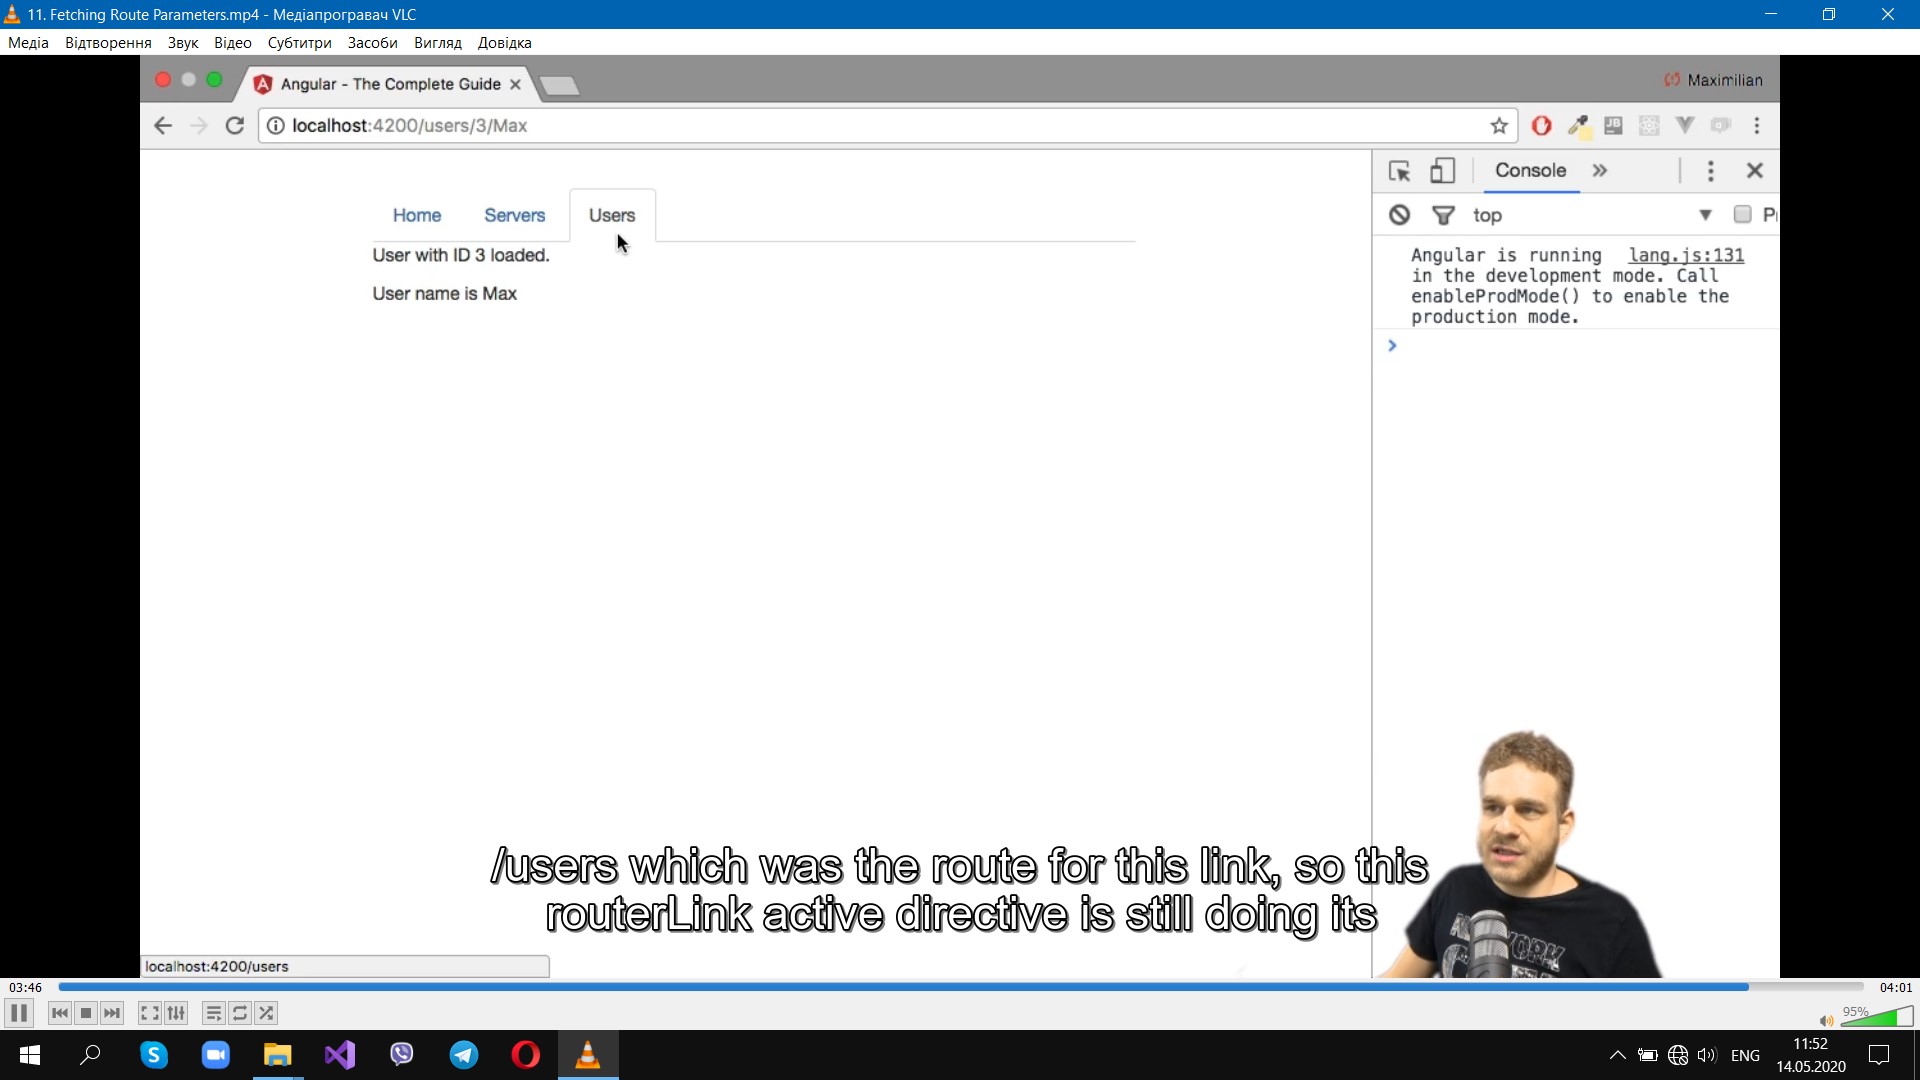 11. Fetching Route Parameters.mp4 - Медіапрогравач VLC
Медіа Відтворення Звук Відео Субтитри Засоби Вигляд Довідка
Angular - The Complete Guide
Maximilian
localhost:4200/users/3/Max
JB
Console
top
Home Servers Users
User with ID 3 loaded.
User name is Max
Angular is running lang.js:131
in the development mode. Call
enableProdMode() to enable the
production mode.
/users which was the route for this link, so this
routerLink active directive is still doing its
localhost:4200/users
03:46
04:01
95%
ENG
11:52
14.05.2020